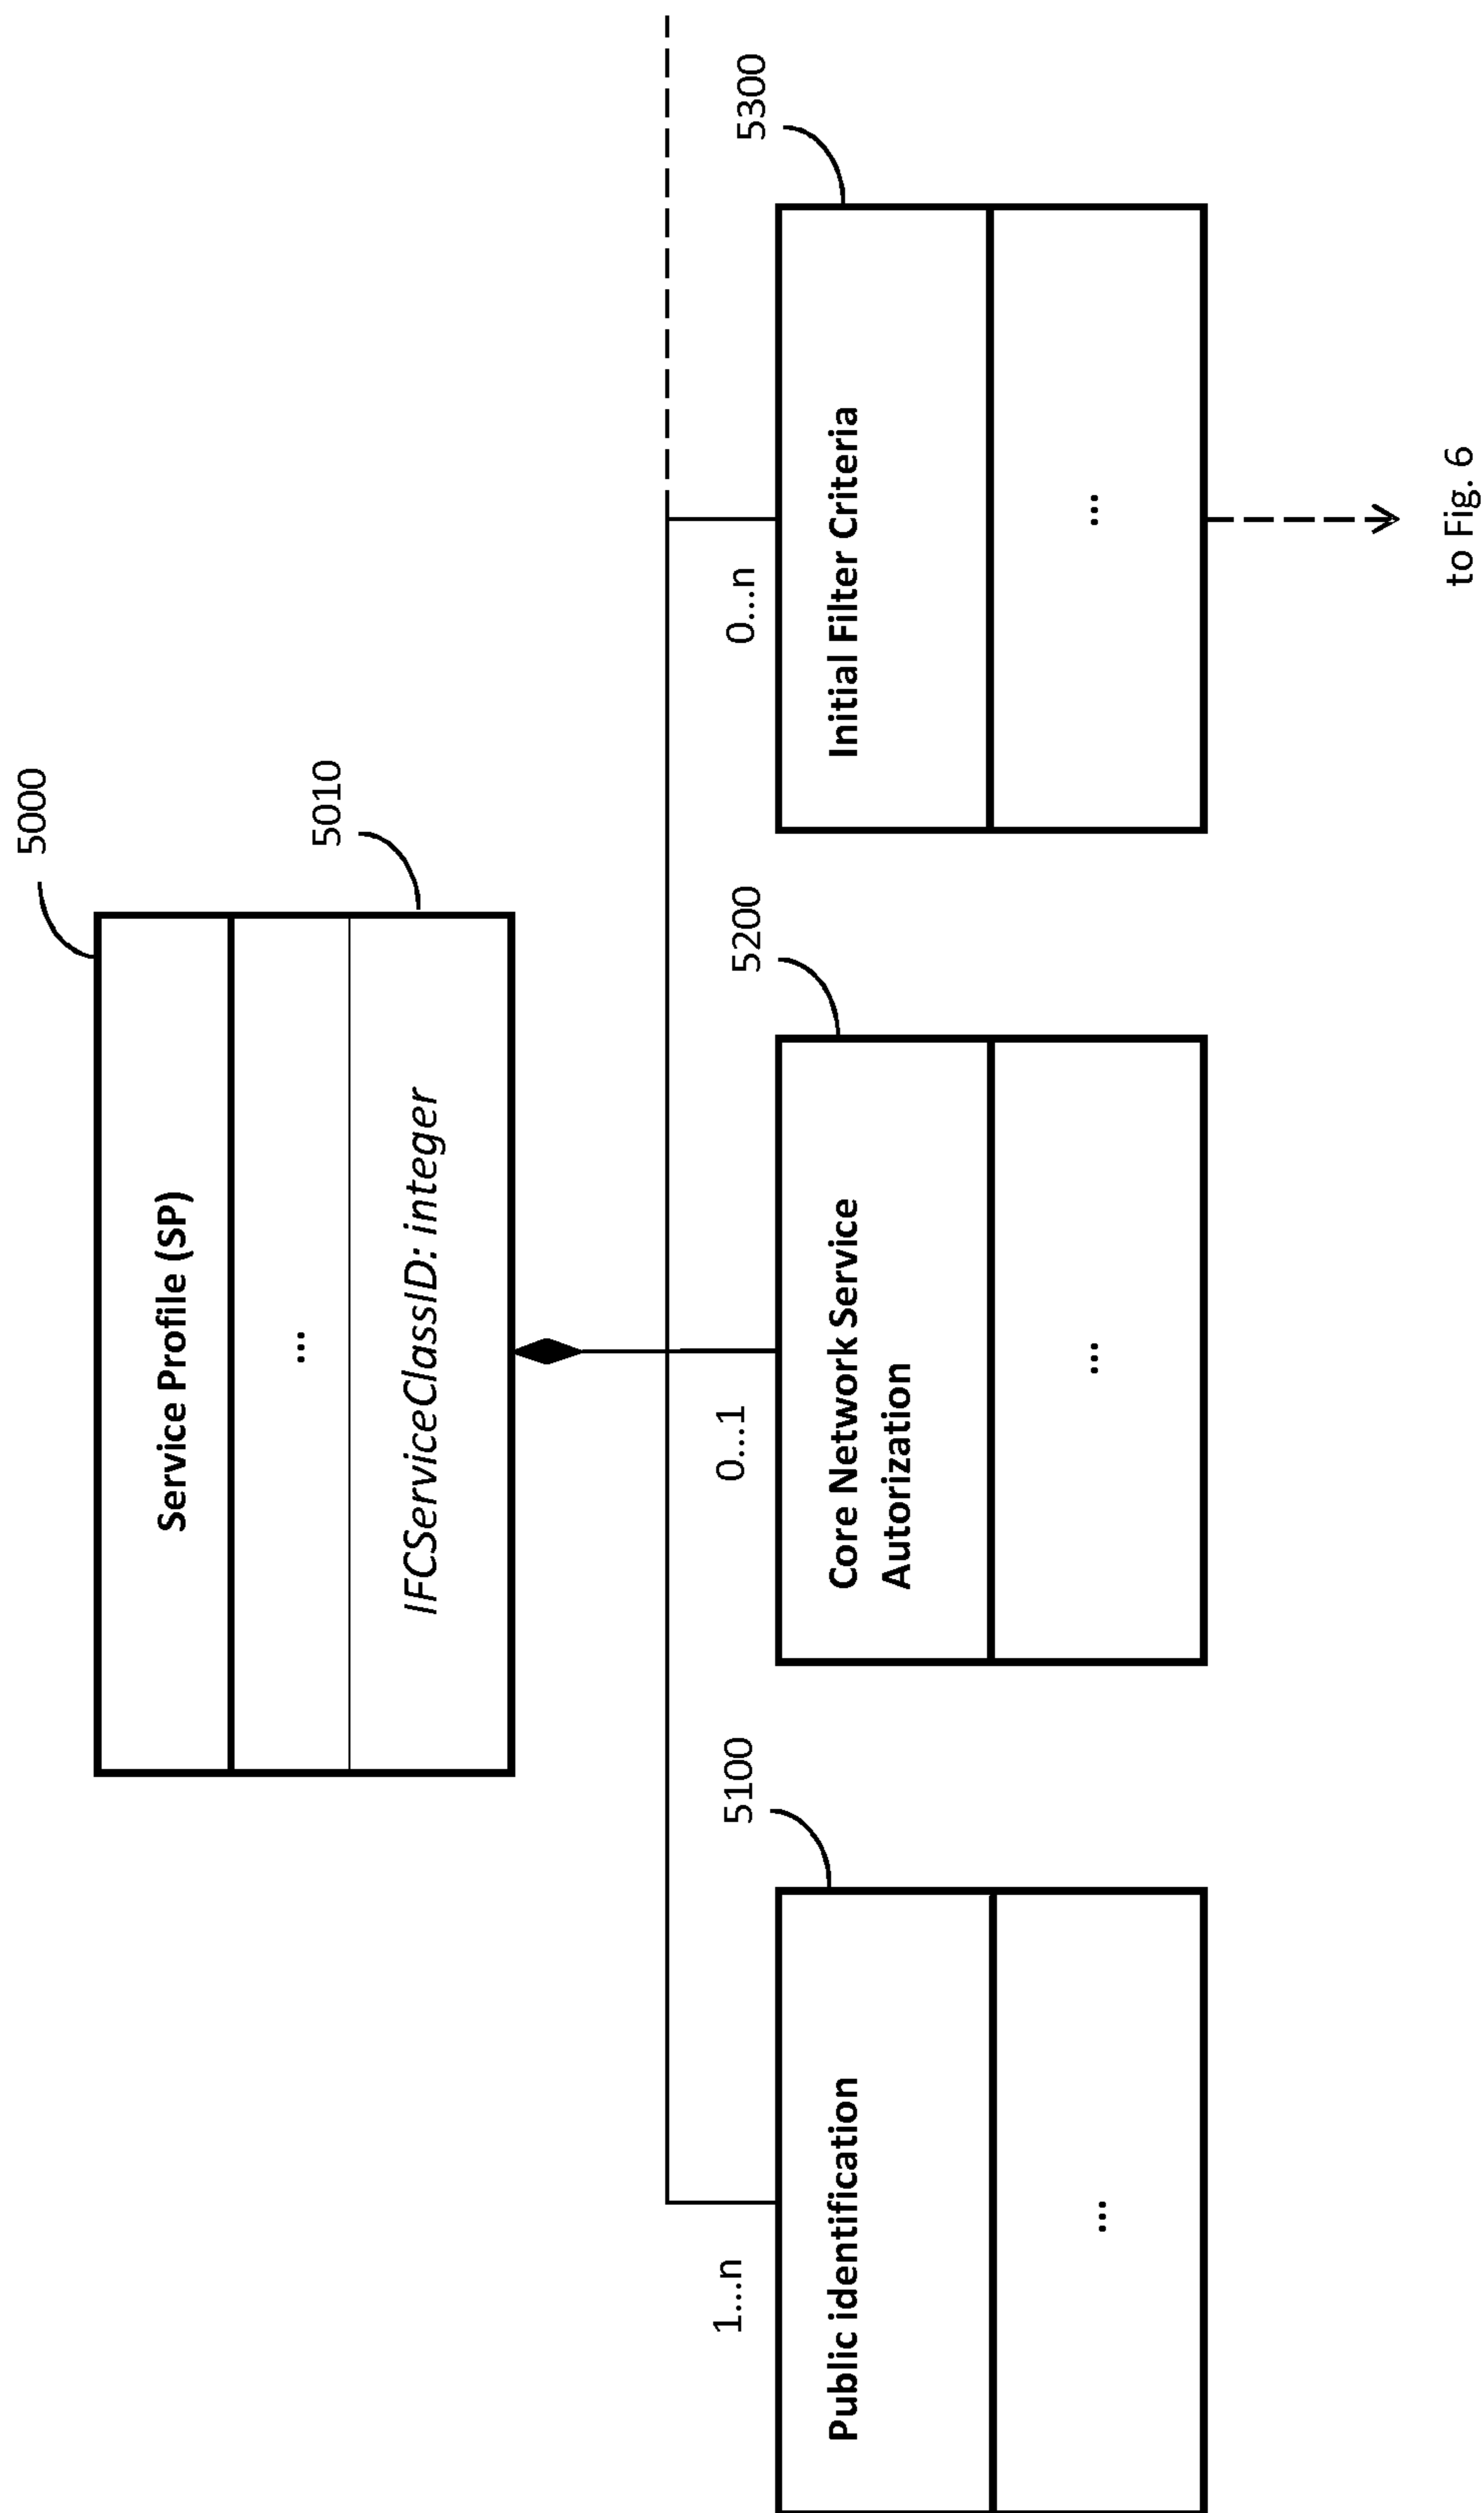 5000
Service Profile (SP)
...
5010
IFCServiceClassID: integer
1...n
5100
0...1
5200
0...n
5300
Public identification
...
Core Network Service
Autorization
...
Initial Filter Criteria
...
to Fig. 6